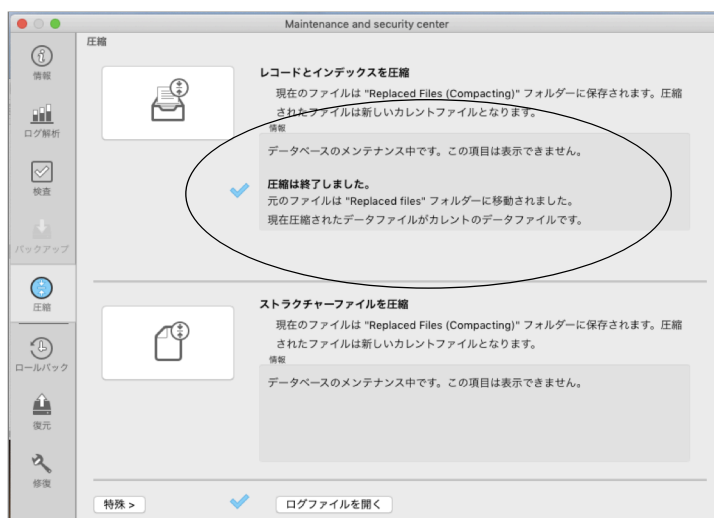 Maintenance and security center
圧縮
情報
ログ解析
検査
バックアップ
圧縮
ロールバック
復元
修復
レコードとインデックスを圧縮
現在のファイルは "Replaced Files (Compacting)" フォルダーに保存されます。圧縮
されたファイルは新しいカレントファイルとなります。
情報
データベースのメンテナンス中です。この項目は表示できません。
圧縮は終了しました。
元のファイルは "Replaced files" フォルダーに移動されました。
現在圧縮されたデータファイルがカレントのデータファイルです。
ストラクチャーファイルを圧縮
現在のファイルは "Replaced Files (Compacting)" フォルダーに保存されます。圧縮
されたファイルは新しいカレントファイルとなります。
情報
データベースのメンテナンス中です。この項目は表示できません。
特殊 >
ログファイルを開く